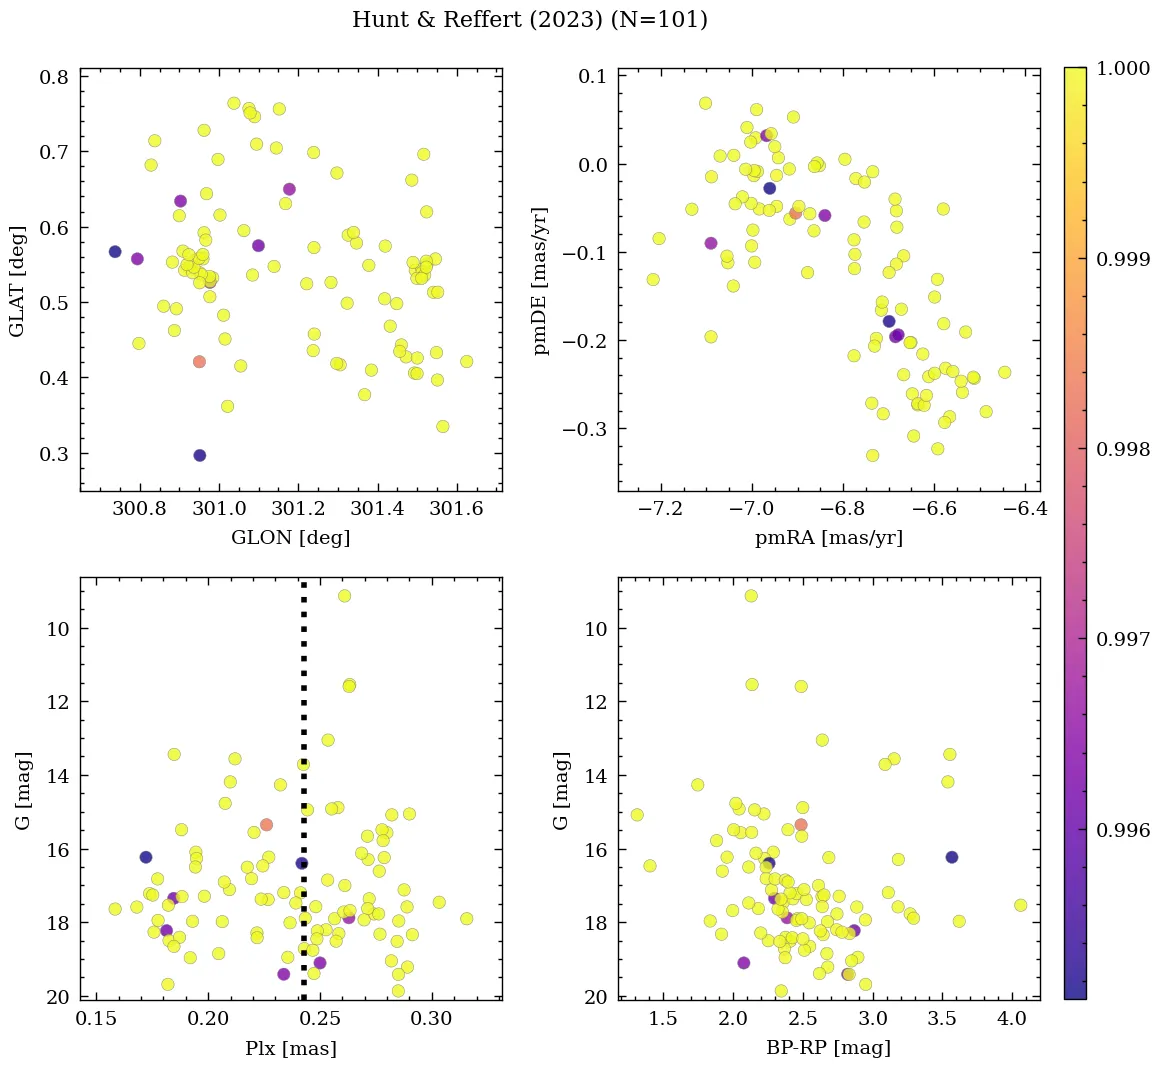 Hunt & Reffert (2023) (N=101)
0.8
0.7
0.6
0.5
0.4
0.3
GLAT [deg]
300.8 301.0 301.2 301.4 301.6
GLON [deg]
0.1
0.0
−0.1
−0.2
−0.3
pmDE [mas/yr]
−7.2 −7.0 −6.8 −6.6 −6.4
pmRA [mas/yr]
1.000
0.999
0.998
0.997
0.996
10
12
14
16
18
20
G [mag]
0.15 0.20 0.25 0.30
Plx [mas]
10
12
14
16
18
20
G [mag]
1.5 2.0 2.5 3.0 3.5 4.0
BP-RP [mag]